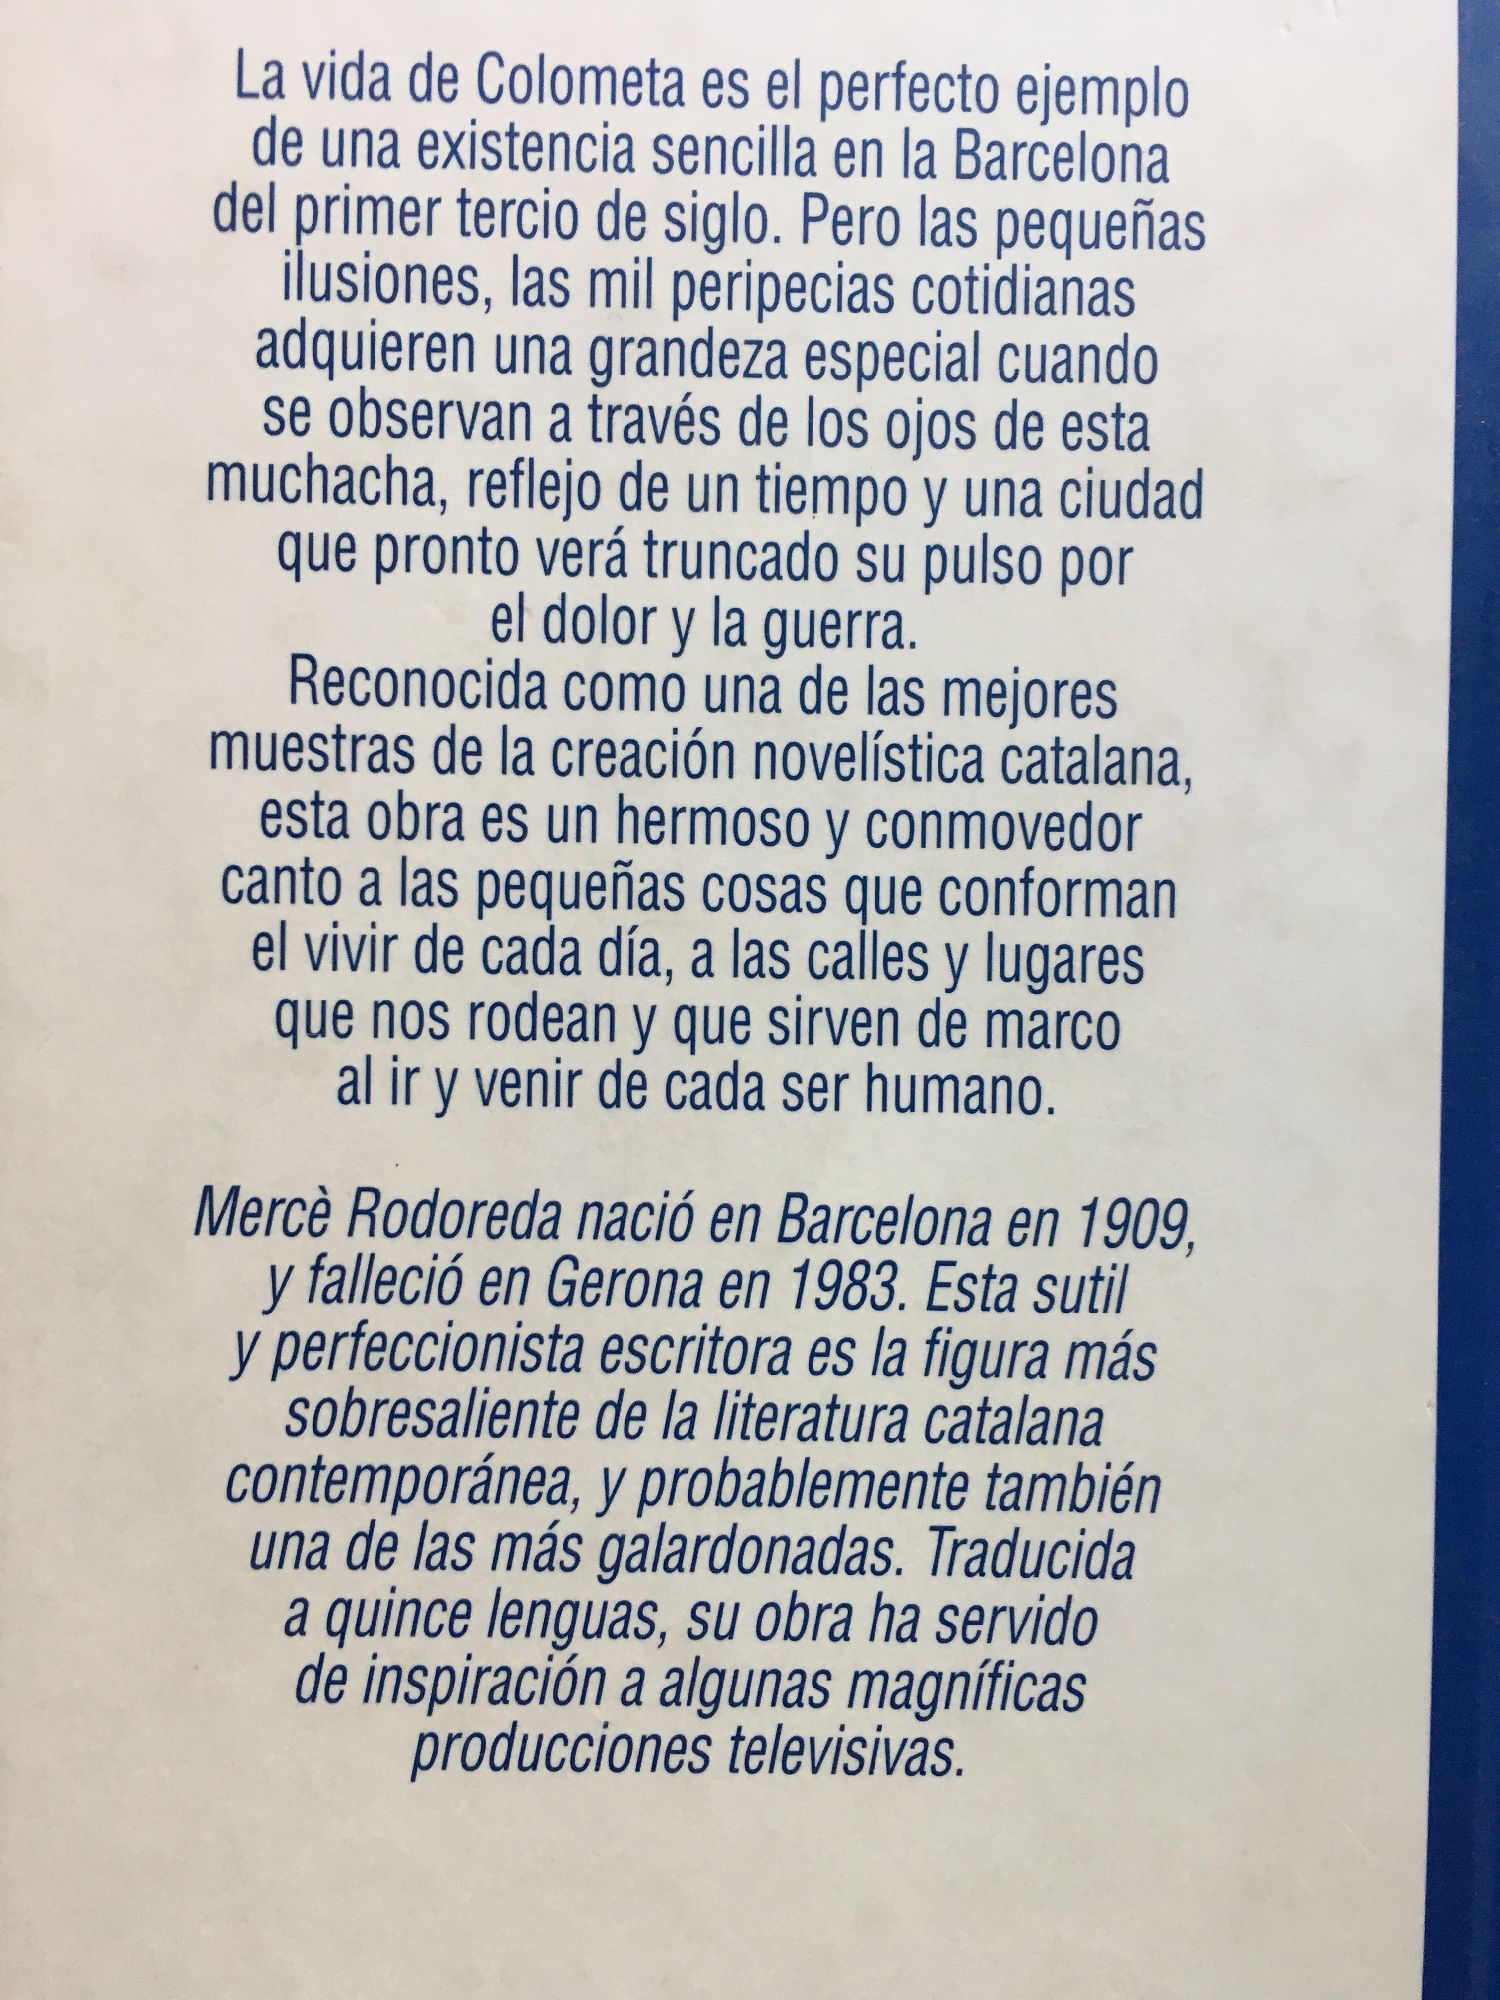 La vida de Colometa es el perfecto ejemplo
de una existencia sencilla en la Barcelona
del primer tercio de siglo. Pero las pequeñas
ilusiones, las mil peripecias cotidianas
adquieren una grandeza especial cuando
se observan a través de los ojos de esta
muchacha, reflejo de un tiempo y una ciudad
que pronto verá truncado su pulso por
el dolor y la guerra.
Reconocida como una de las mejores
muestras de la creación novelística catalana,
esta obra es un hermoso y conmovedor
canto a las pequeñas cosas que conforman
el vivir de cada día, a las calles y lugares
que nos rodean y que sirven de marco
al ir y venir de cada ser humano.
Mercè Rodoreda nació en Barcelona en 1909,
y falleció en Gerona en 1983. Esta sutil
y perfeccionista escritora es la figura más
sobresaliente de la literatura catalana
contemporánea, y probablemente también
una de las más galardonadas. Traducida
a quince lenguas, su obra ha servido
de inspiración a algunas magníficas
producciones televisivas.